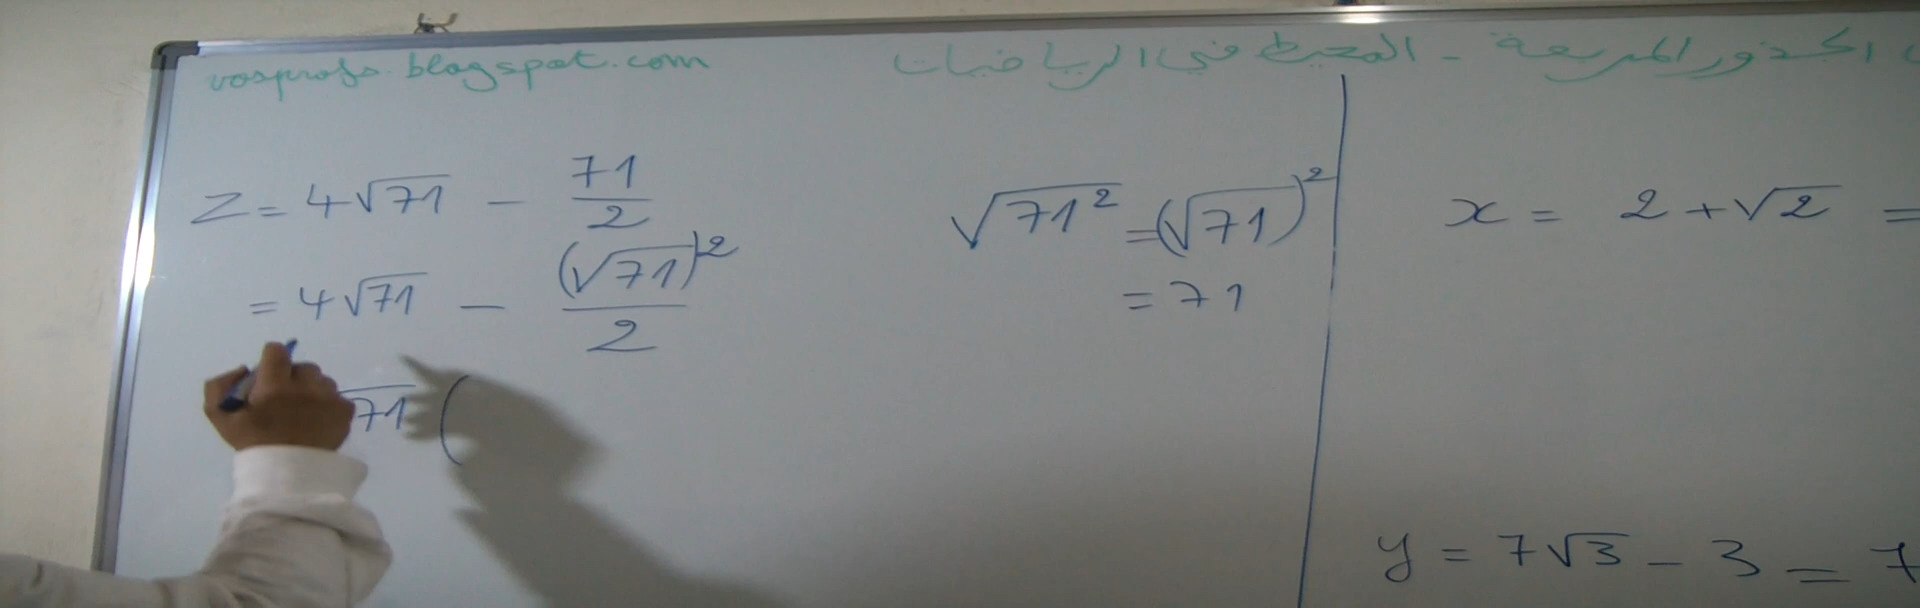 vosprofs.blogspot.com
الجذور المربعة - المحيط في الرياضيات
Z = 4√71 - 71/2
= 4√71 - (√71)²/2
√71 (
√71² = (√71)²
= 71
x = 2 + √2 =
y = 7√3 - 3 = 7